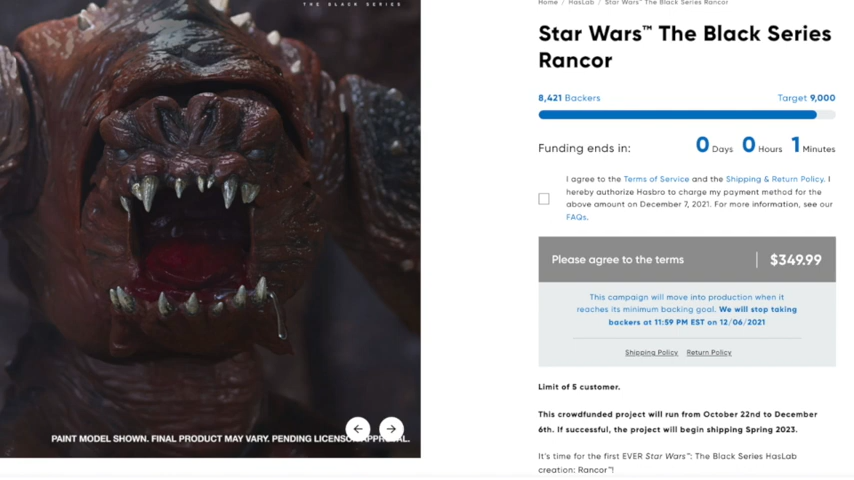 THE BLACK SERIES
Home / HasLab / Star Wars™ The Black Series Rancor
Star Wars™ The Black Series
Rancor
8,421 Backers
Target 9,000
Funding ends in:
0 Days 0 Hours 1 Minutes
I agree to the Terms of Service and the Shipping & Return Policy. I
hereby authorize Hasbro to charge my payment method for the
above amount on December 7, 2021. For more information, see our
FAQs.
Please agree to the terms | $349.99
This campaign will move into production when it
reaches its minimum backing goal. We will stop taking
backers at 11:59 PM EST on 12/06/2021
Shipping Policy Return Policy
Limit of 5 customer.
This crowdfunded project will run from October 22nd to December
6th. If successful, the project will begin shipping Spring 2023.
It's time for the first EVER Star Wars™: The Black Series HasLab
creation: Rancor™!
PAINT MODEL SHOWN. FINAL PRODUCT MAY VARY. PENDING LICENSOR APPROVAL.